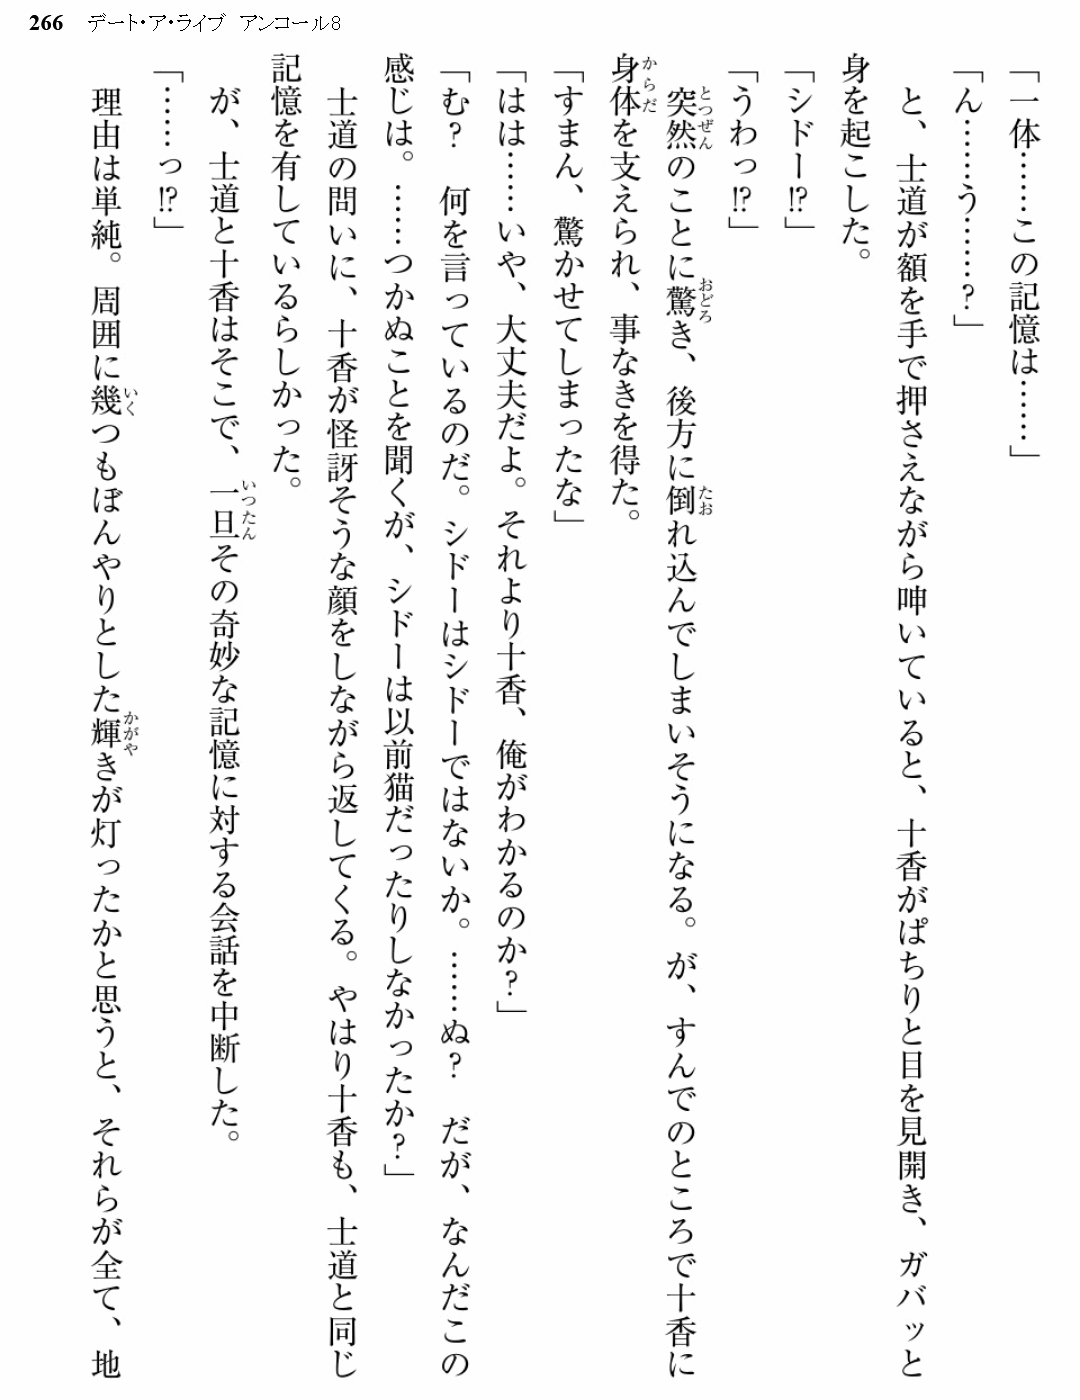 266 デート・ア・ライブ アンコール8
「一体……この記憶は……」
「ん……う……?」
と、士道が額を手で押さえながら呻いていると、十香がぱちりと目を見開き、ガバッと
身を起こした。
「シドー!?」
「うわっ!?」
突然のことに驚き、後方に倒れ込んでしまいそうになる。が、すんでのところで十香に
身体を支えられ、事なきを得た。
「すまん、驚かせてしまったな」
「はは……いや、大丈夫だよ。それより十香、俺がわかるのか?」
「む? 何を言っているのだ。シドーはシドーではないか。……ぬ? だが、なんだこの
感じは。……つかぬことを聞くが、シドーは以前猫だったりしなかったか?」
士道の問いに、十香が怪訝そうな顔をしながら返してくる。やはり十香も、士道と同じ
記憶を有しているらしかった。
が、士道と十香はそこで、一旦その奇妙な記憶に対する会話を中断した。
「……っ!?」
理由は単純。周囲に幾つもぼんやりとした輝きが灯ったかと思うと、それらが全て、地